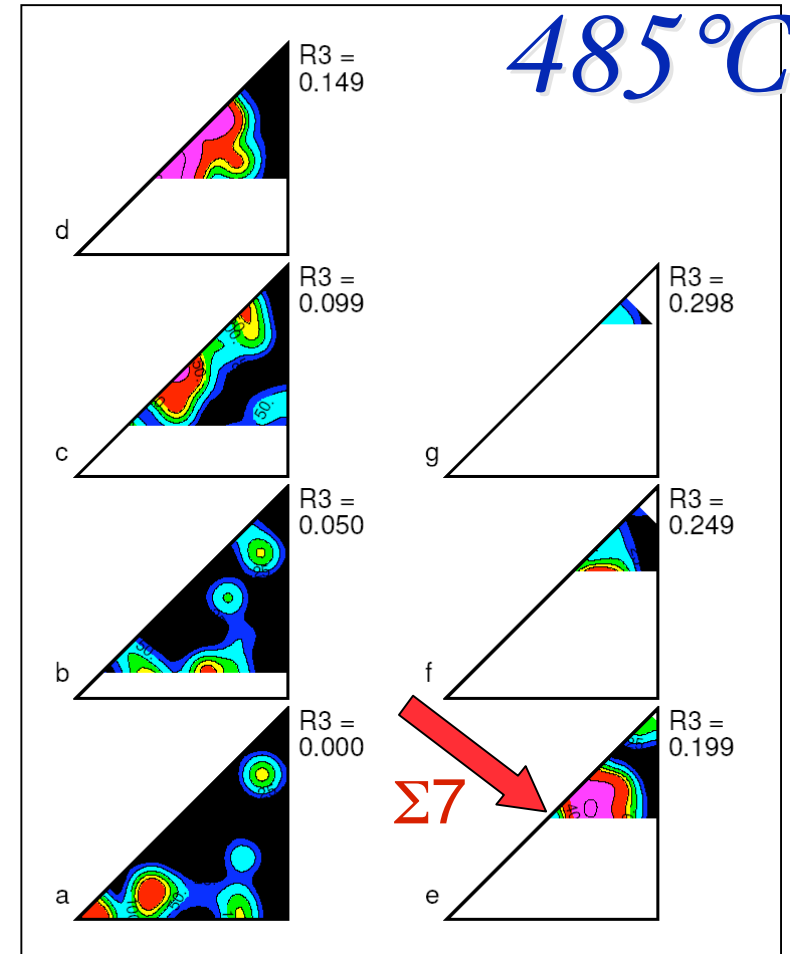 485°C
R3 =
0.149
d
R3 =
0.099
50.
c
R3 =
0.298
g
R3 =
0.050
b
R3 =
0.249
f
R3 =
0.000
a
R3 =
0.199
Σ7
e